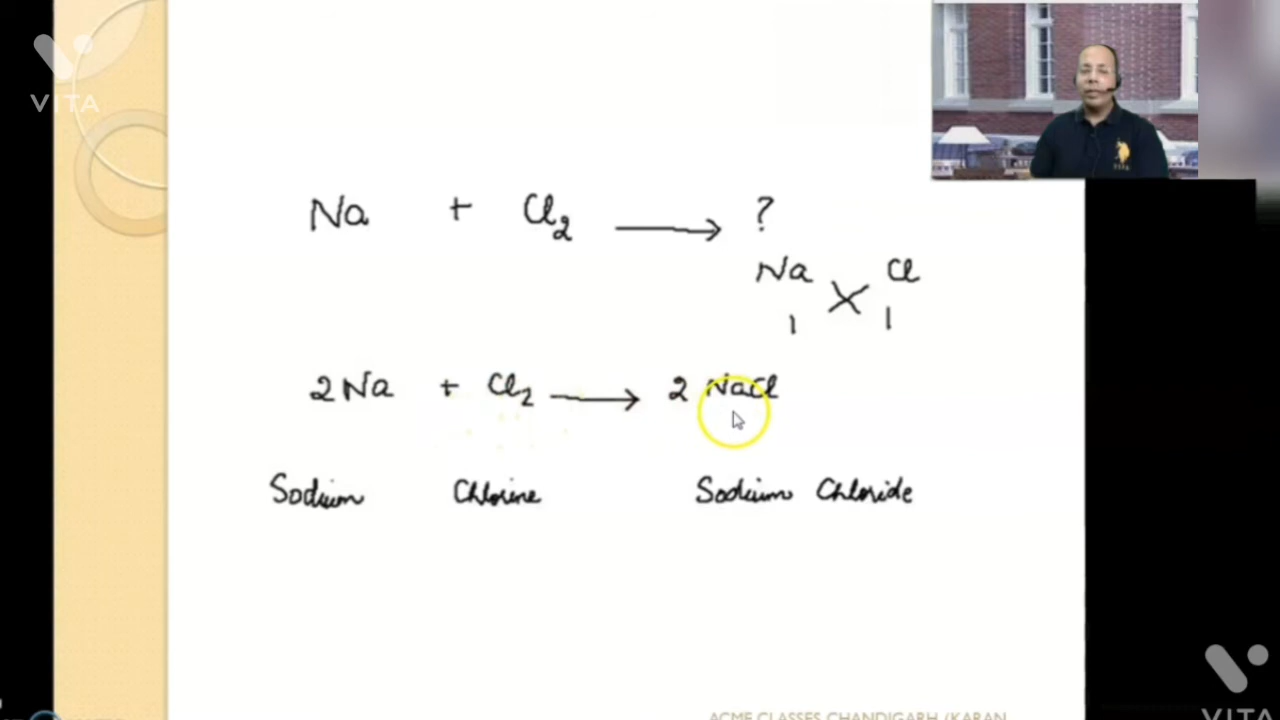 VITA
Na + Cl₂ ⟶ ?
Na Cl
1 1
2Na + Cl₂ ⟶ 2 NaCl
Sodium Chlorine Sodium Chloride
ACME CLASSES CHANDIGARH /KARAN
VITA